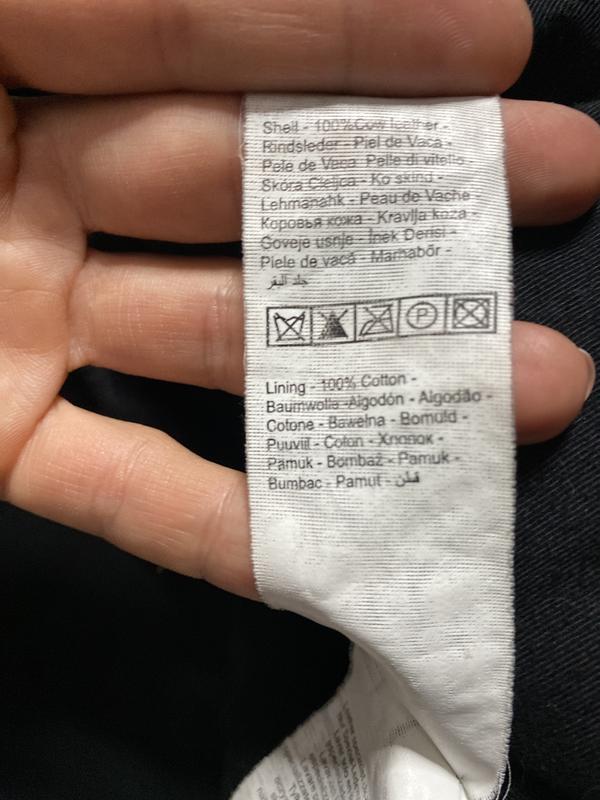 Shell - 100%Cow leather -
Rindsleder - Piel de Vaca -
Pele de Vaca Pelle di vitello -
Skóra Cielįca - Ko skind -
Lehmanahk - Peau de Vache -
Коровья кожа - Kravlja koza -
Goveje usnje - İnek Derisi -
Piele de vacă - Marhabőr -
جلد البقر
P
Lining - 100% Cotton -
Baumwolle -Algodón - Algodão -
Cotone - Bawełna - Bomuld -
Puuvill - Coton - Хлопок -
Pamuk - Bombaž - Pamuk -
Bumbac - Pamut - قطن